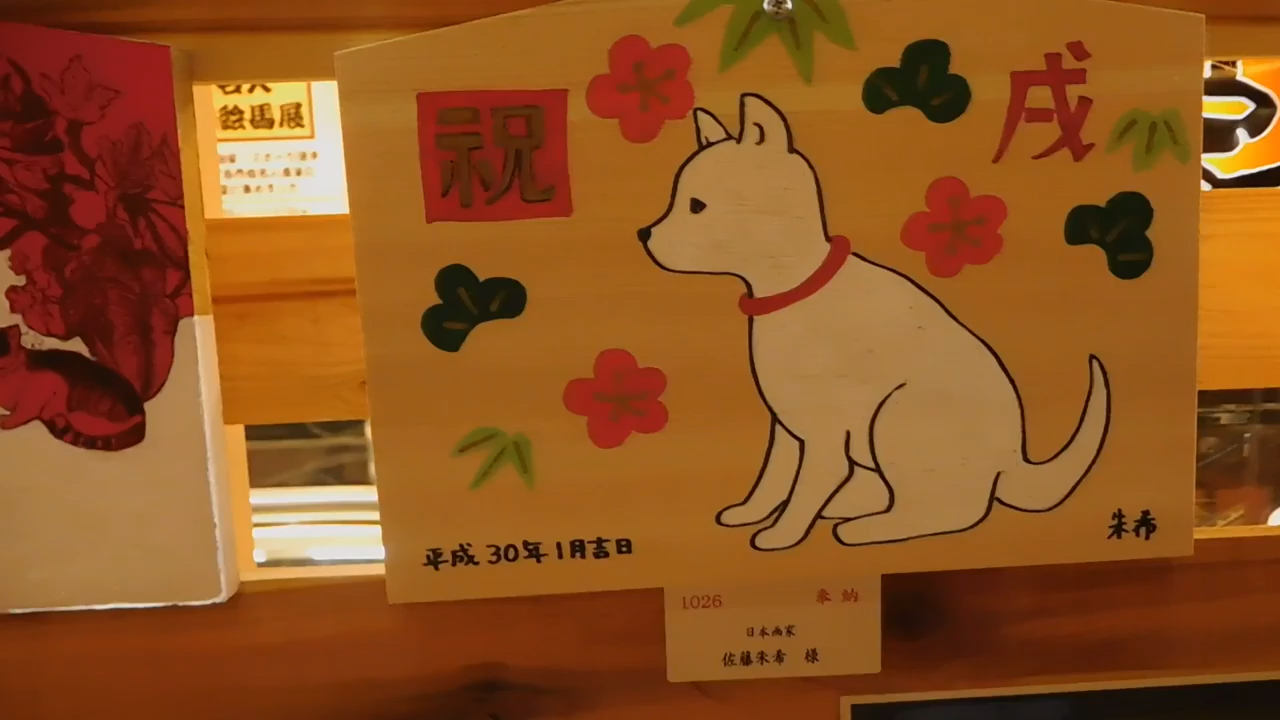 絵馬展
祝
戌
平成30年1月吉日
朱希
1026 奉納
日本画家
佐藤朱希 様